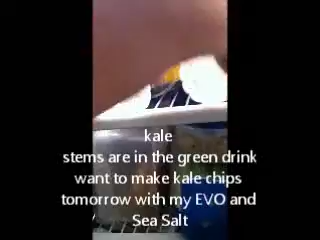 kale
stems are in the green drink
want to make kale chips
tomorrow with my EVO and
Sea Salt